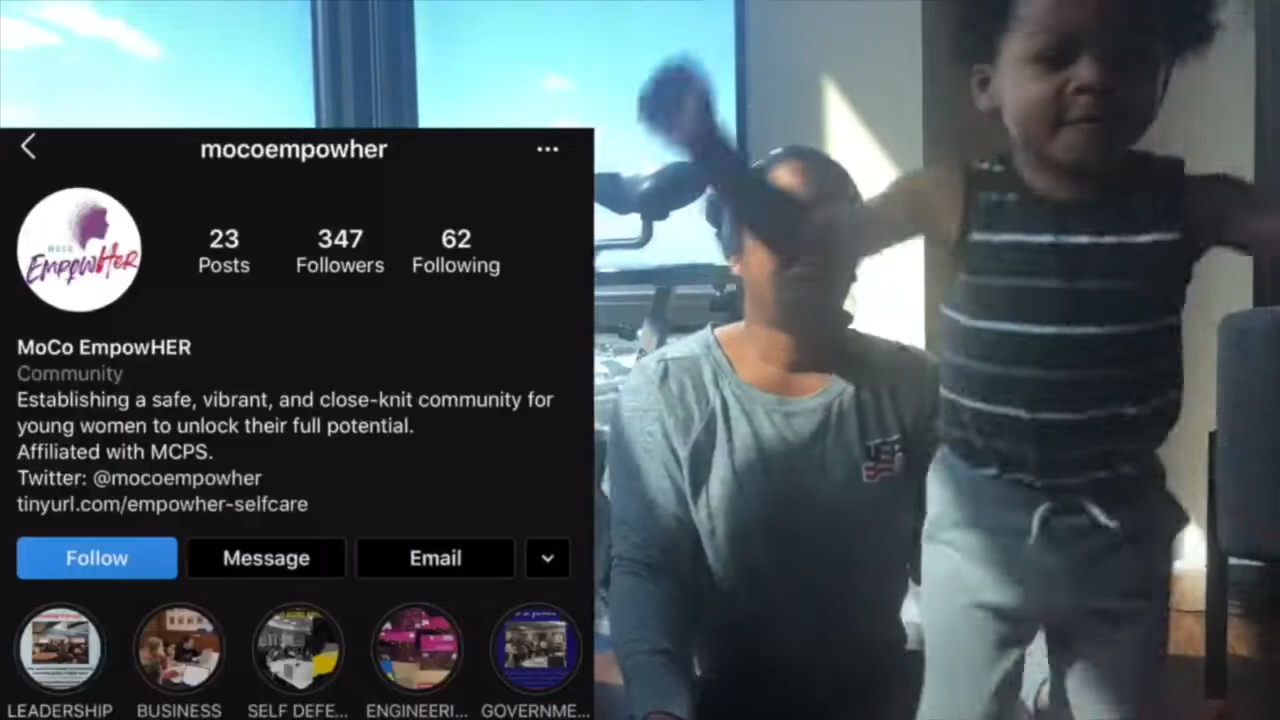 mocoempowher
MOCO
EmpowHer
23
Posts
347
Followers
62
Following
MoCo EmpowHER
Community
Establishing a safe, vibrant, and close-knit community for
young women to unlock their full potential.
Affiliated with MCPS.
Twitter: @mocoempowher
tinyurl.com/empowher-selfcare
Follow
Message
Email
LEADERSHIP
BUSINESS
SELF DEFE...
ENGINEERI...
GOVERNME...